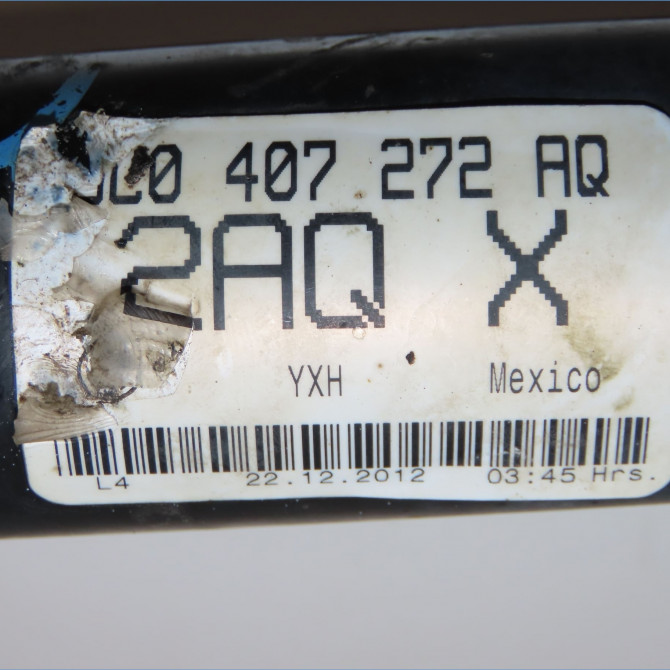 C0 407 272 AQ
2AQ X
YXH Mexico
L4 22.12.2012 03:45 Hrs.